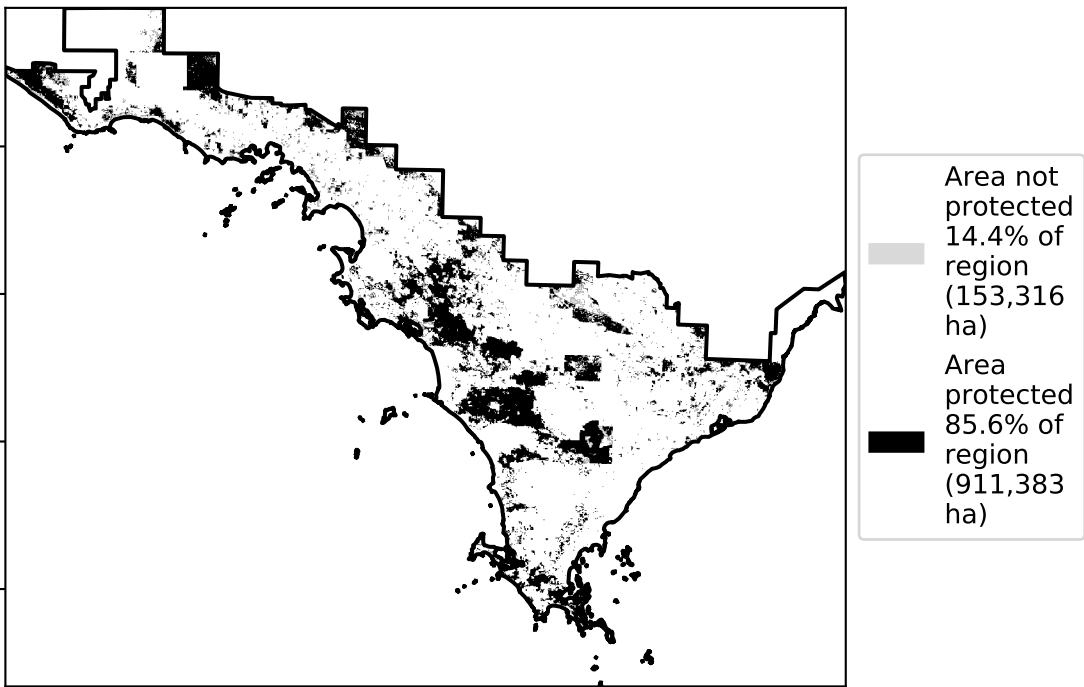 Area not
protected
14.4% of
region
(153,316
ha)
Area
protected
85.6% of
region
(911,383
ha)